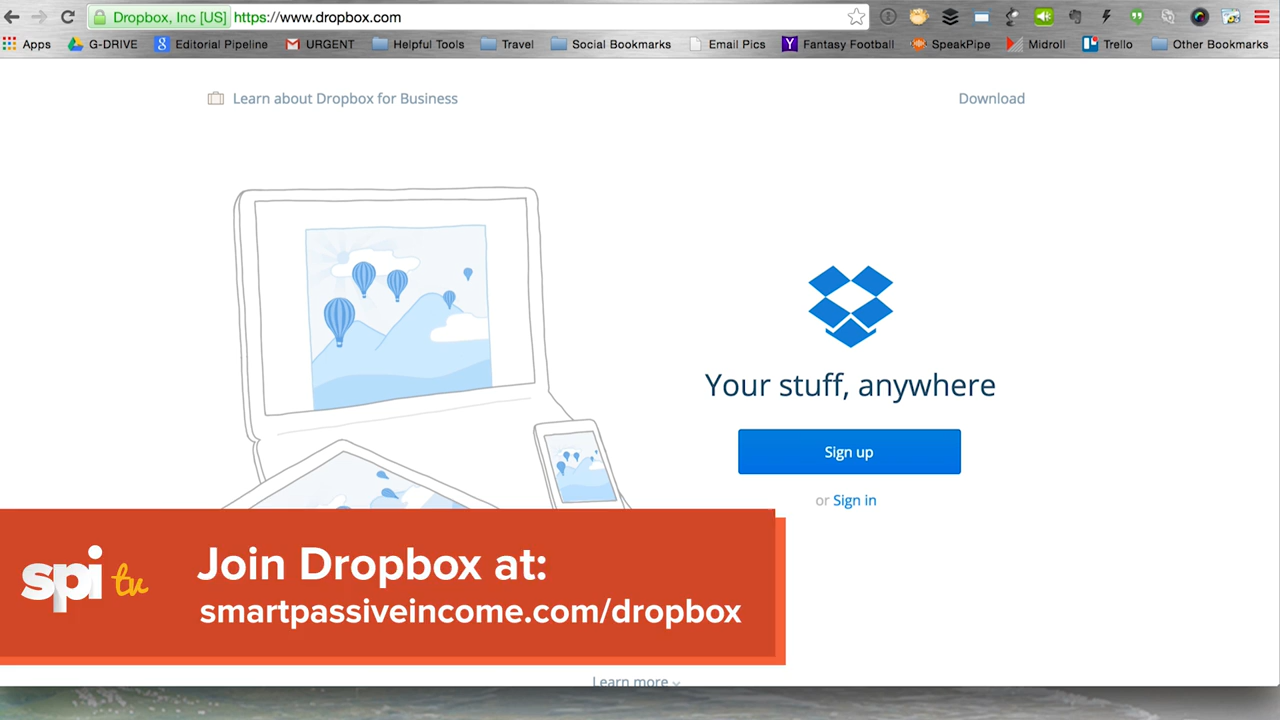 Dropbox, Inc [US] https://www.dropbox.com
Apps G-DRIVE Editorial Pipeline URGENT Helpful Tools Travel Social Bookmarks Email Pics Fantasy Football SpeakPipe Midroll Trello Other Bookmarks
Learn about Dropbox for Business
Download
Your stuff, anywhere
Sign up
or Sign in
spi tv
Join Dropbox at:
smartpassiveincome.com/dropbox
Learn more